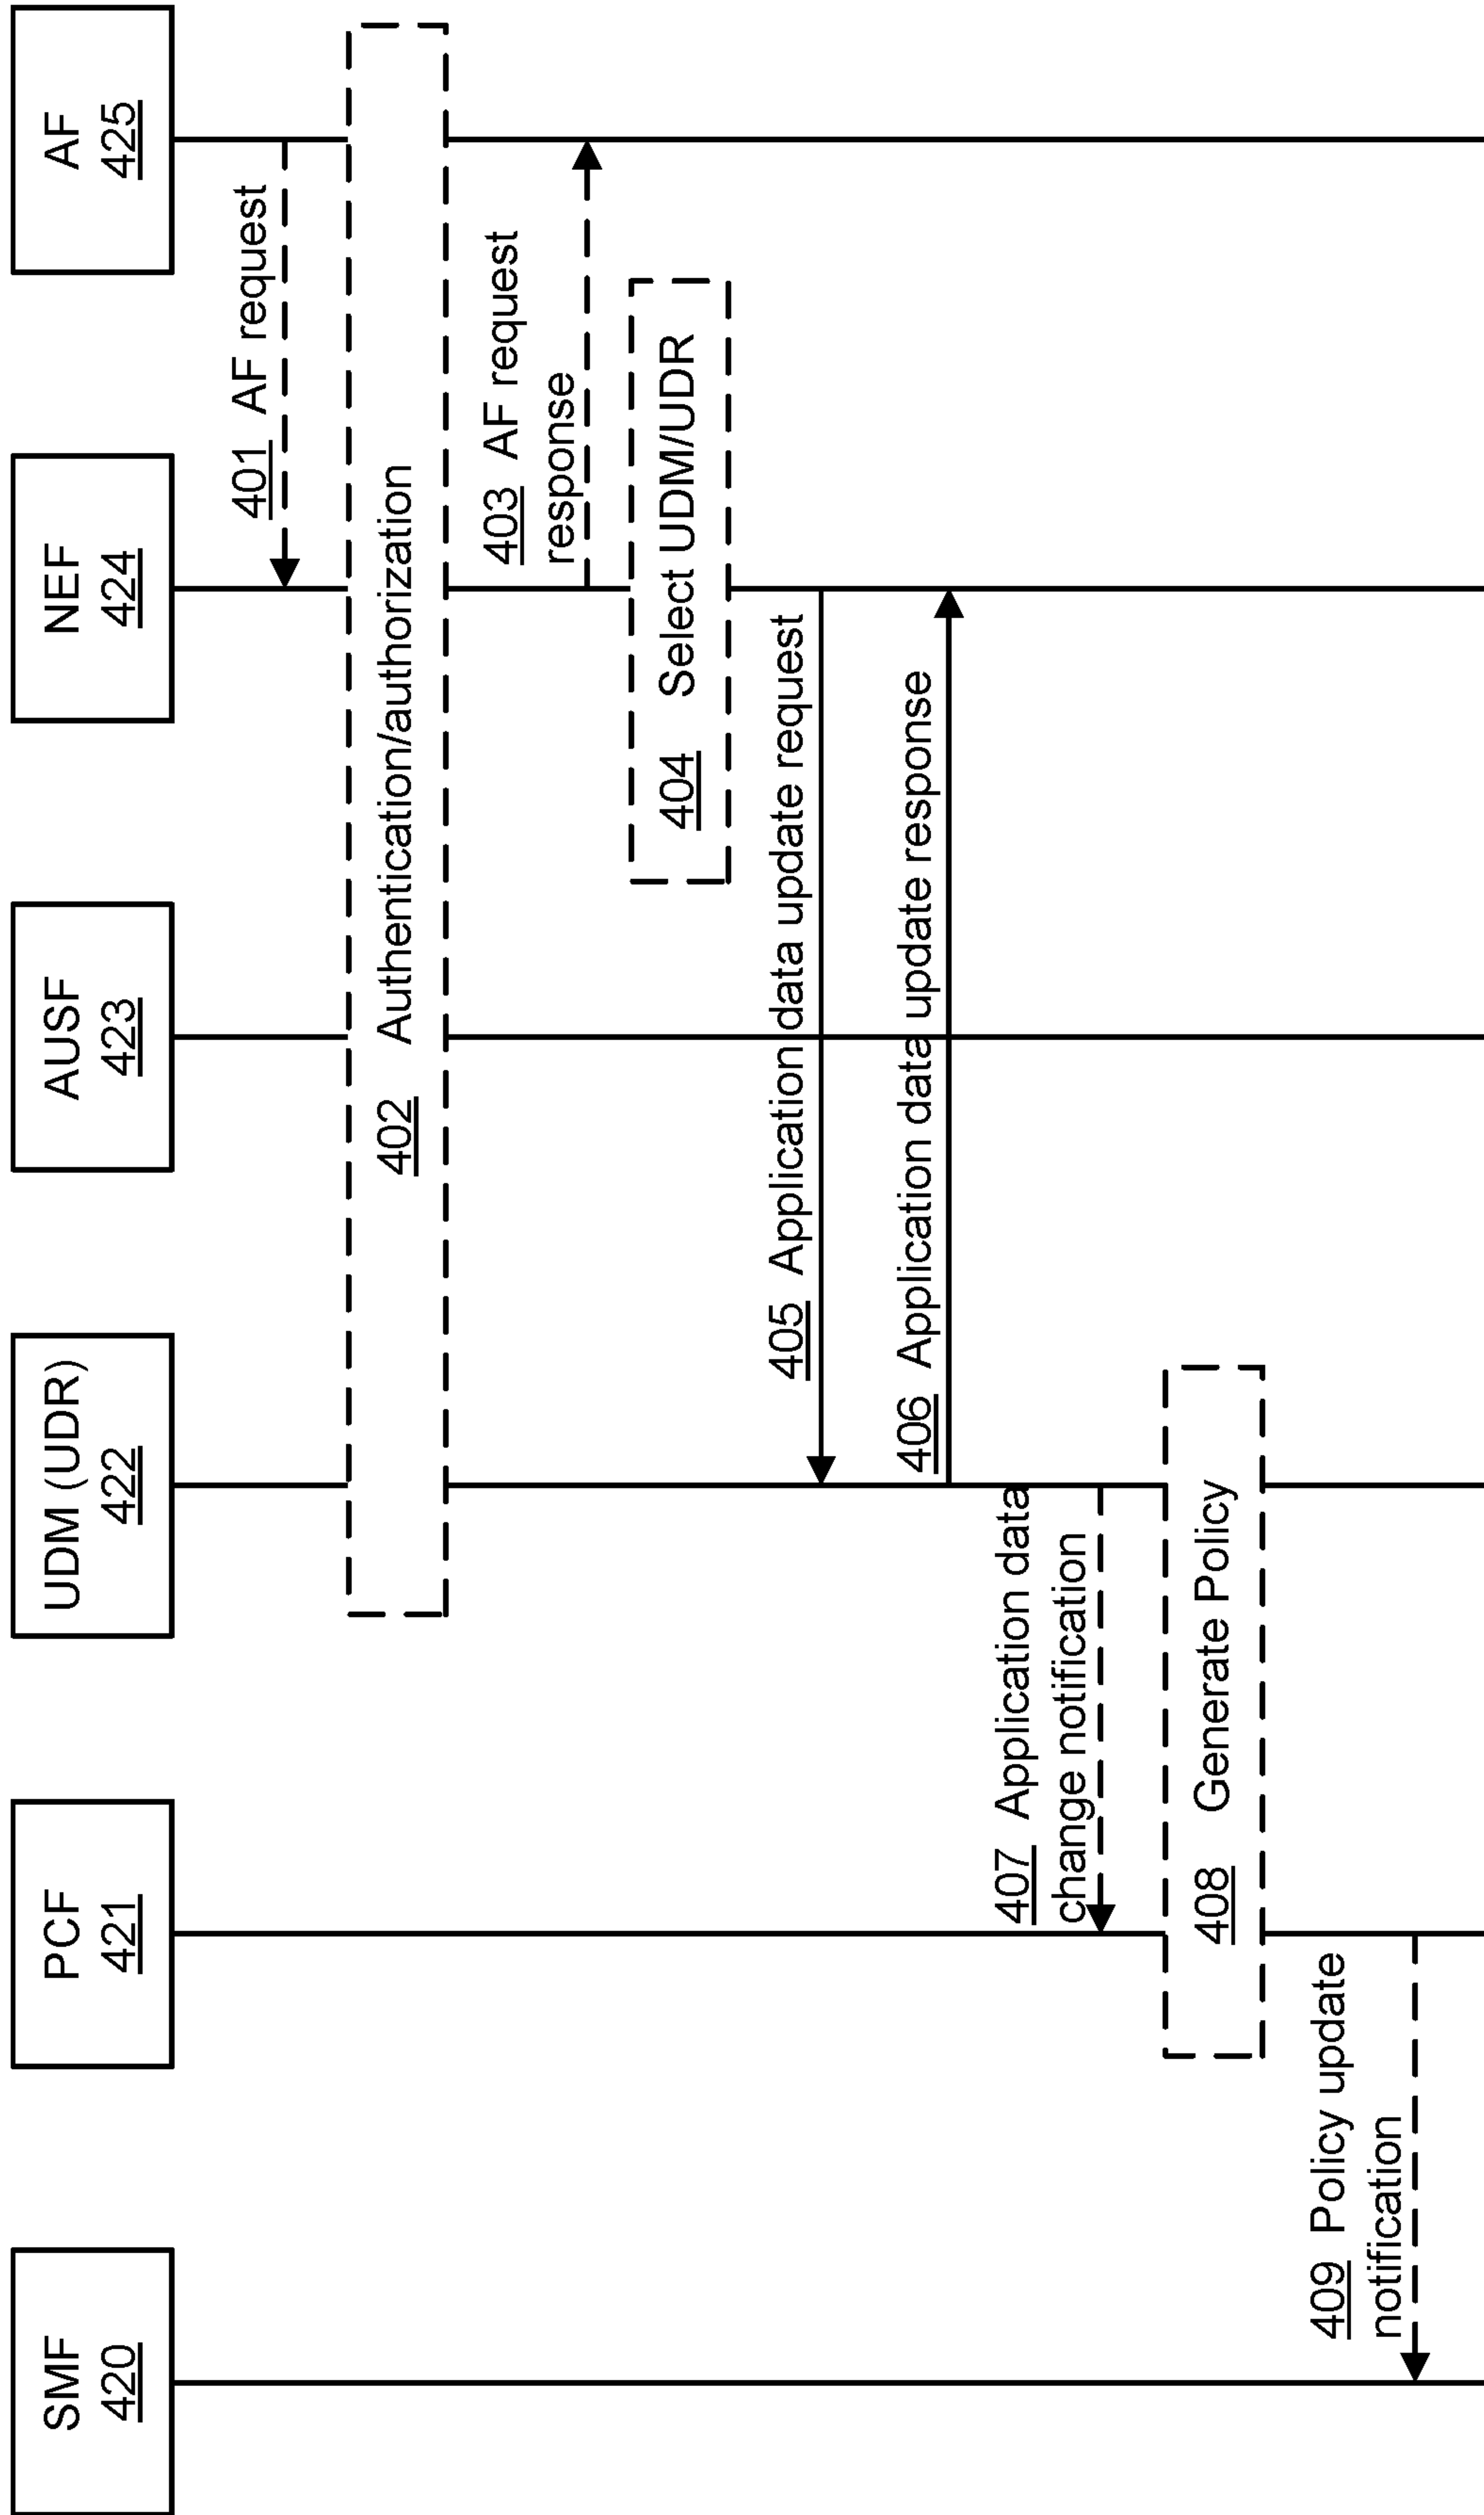 SMF
420
PCF
421
UDM (UDR)
422
AUSF
423
NEF
424
AF
425
401 AF request
402 Authentication/authorization
403 AF request
response
404 Select UDM/UDR
405 Application data update request
406 Application data update response
407 Application data
change notification
408 Generate Policy
409 Policy update
notification